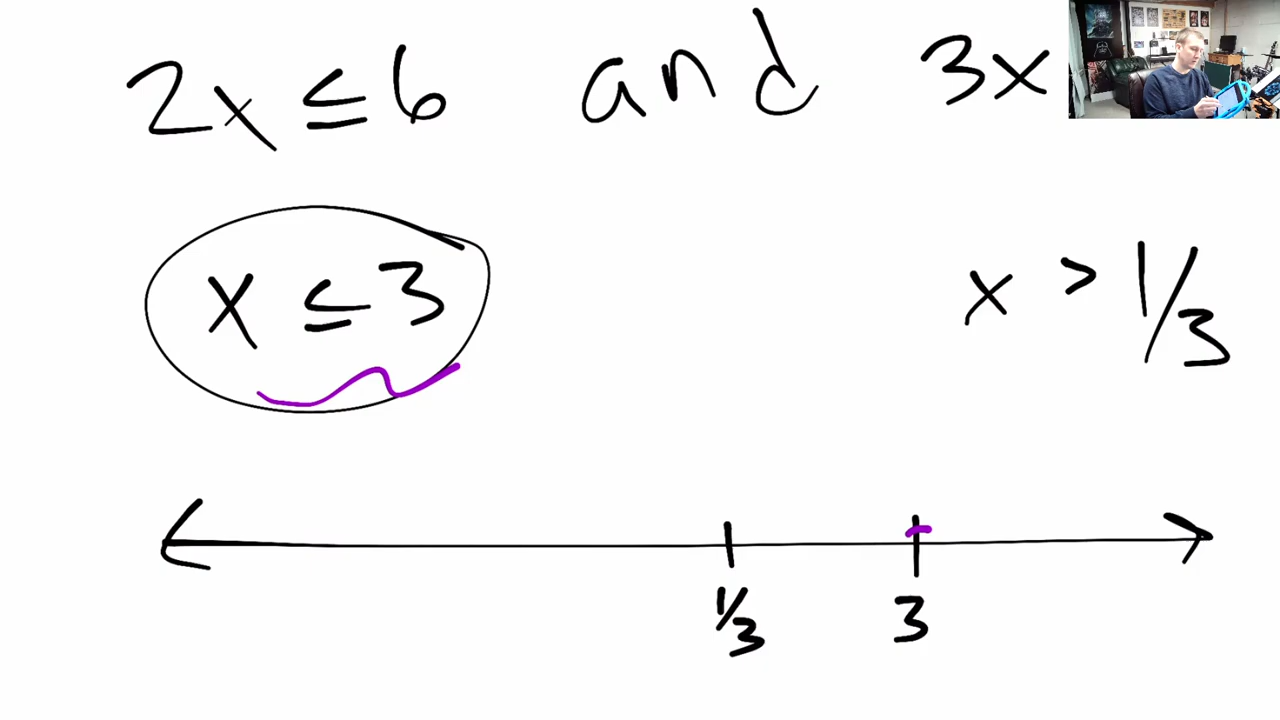 2x ≤ 6 and 3x
x ≤ 3 x > 1/3
1/3 3